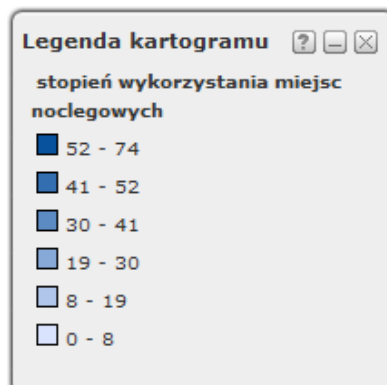 Legenda kartogramu ?
stopień wykorzystania miejsc
noclegowych
52 - 74
41 - 52
30 - 41
19 - 30
8 - 19
0 - 8